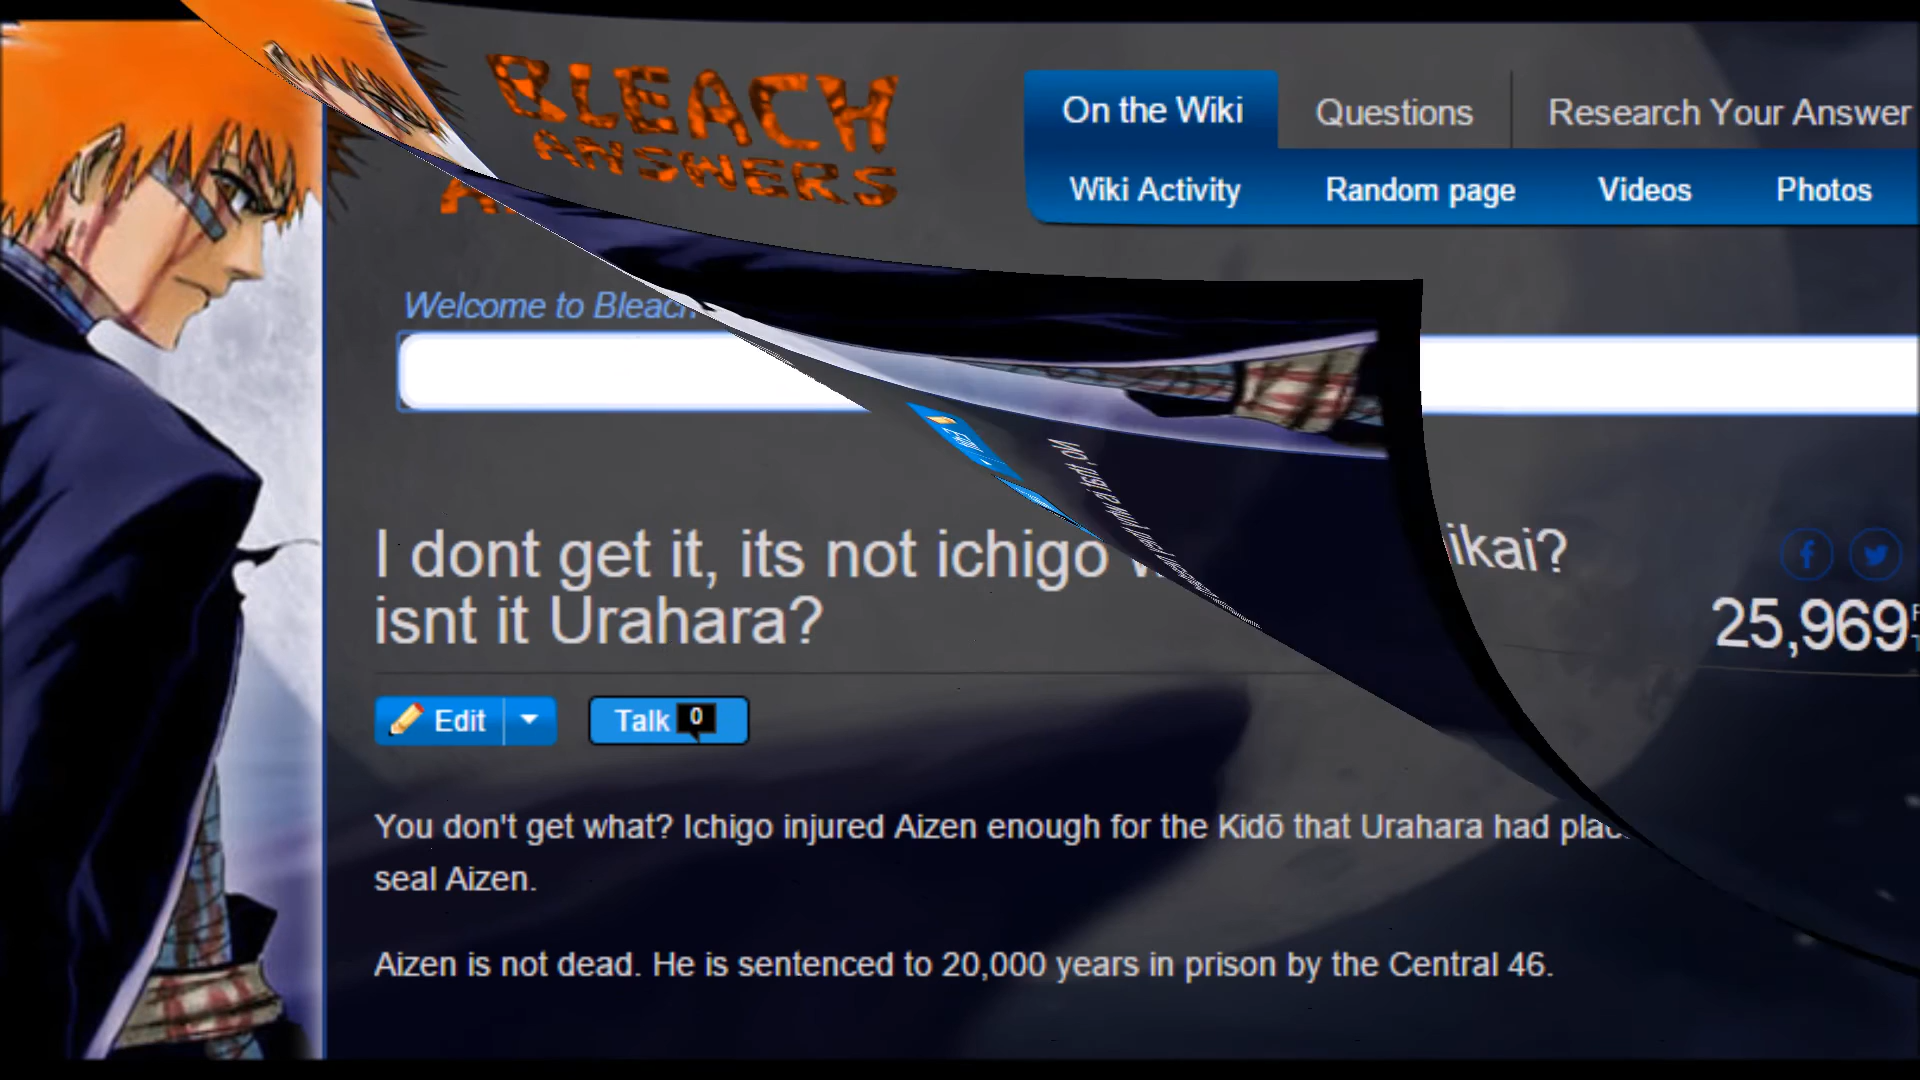 BLEACH
ANSWERS
On the Wiki
Questions
Research Your Answer
Wiki Activity
Random page
Videos
Photos
Welcome to Bleach
I dont get it, its not ichigo
isnt it Urahara?
25,969
Edit
Talk 0
You don't get what? Ichigo injured Aizen enough for the Kidō that Urahara had
seal Aizen.
Aizen is not dead. He is sentenced to 20,000 years in prison by the Central 46.